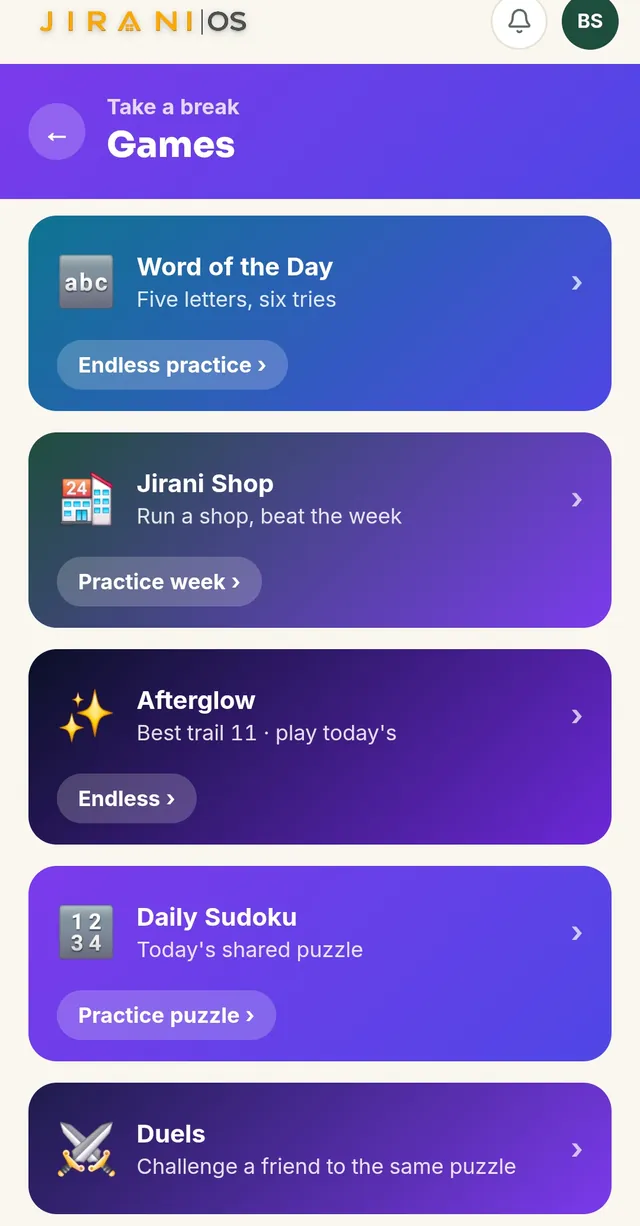 JIRANI|OS
BS
←
Take a break
Games
abc
Word of the Day
Five letters, six tries
›
Endless practice ›
24
Jirani Shop
Run a shop, beat the week
›
Practice week ›
Afterglow
Best trail 11 · play today's
›
Endless ›
1 2
3 4
Daily Sudoku
Today's shared puzzle
›
Practice puzzle ›
Duels
Challenge a friend to the same puzzle
›